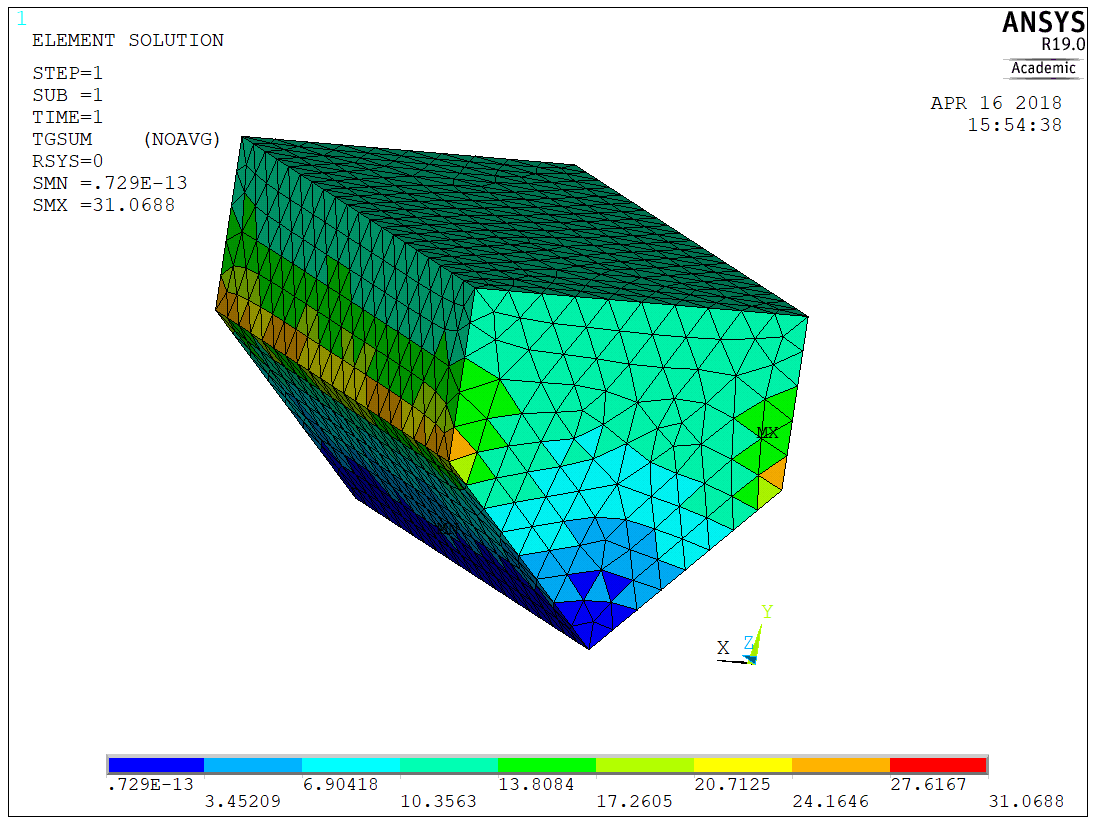 1
ELEMENT SOLUTION
STEP=1
SUB =1
TIME=1
TGSUM (NOAVG)
RSYS=0
SMN =.729E-13
SMX =31.0688
ANSYS
R19.0
Academic
APR 16 2018
15:54:38
MX
Y
X
Z
.729E-13
3.45209
6.90418
10.3563
13.8084
17.2605
20.7125
24.1646
27.6167
31.0688